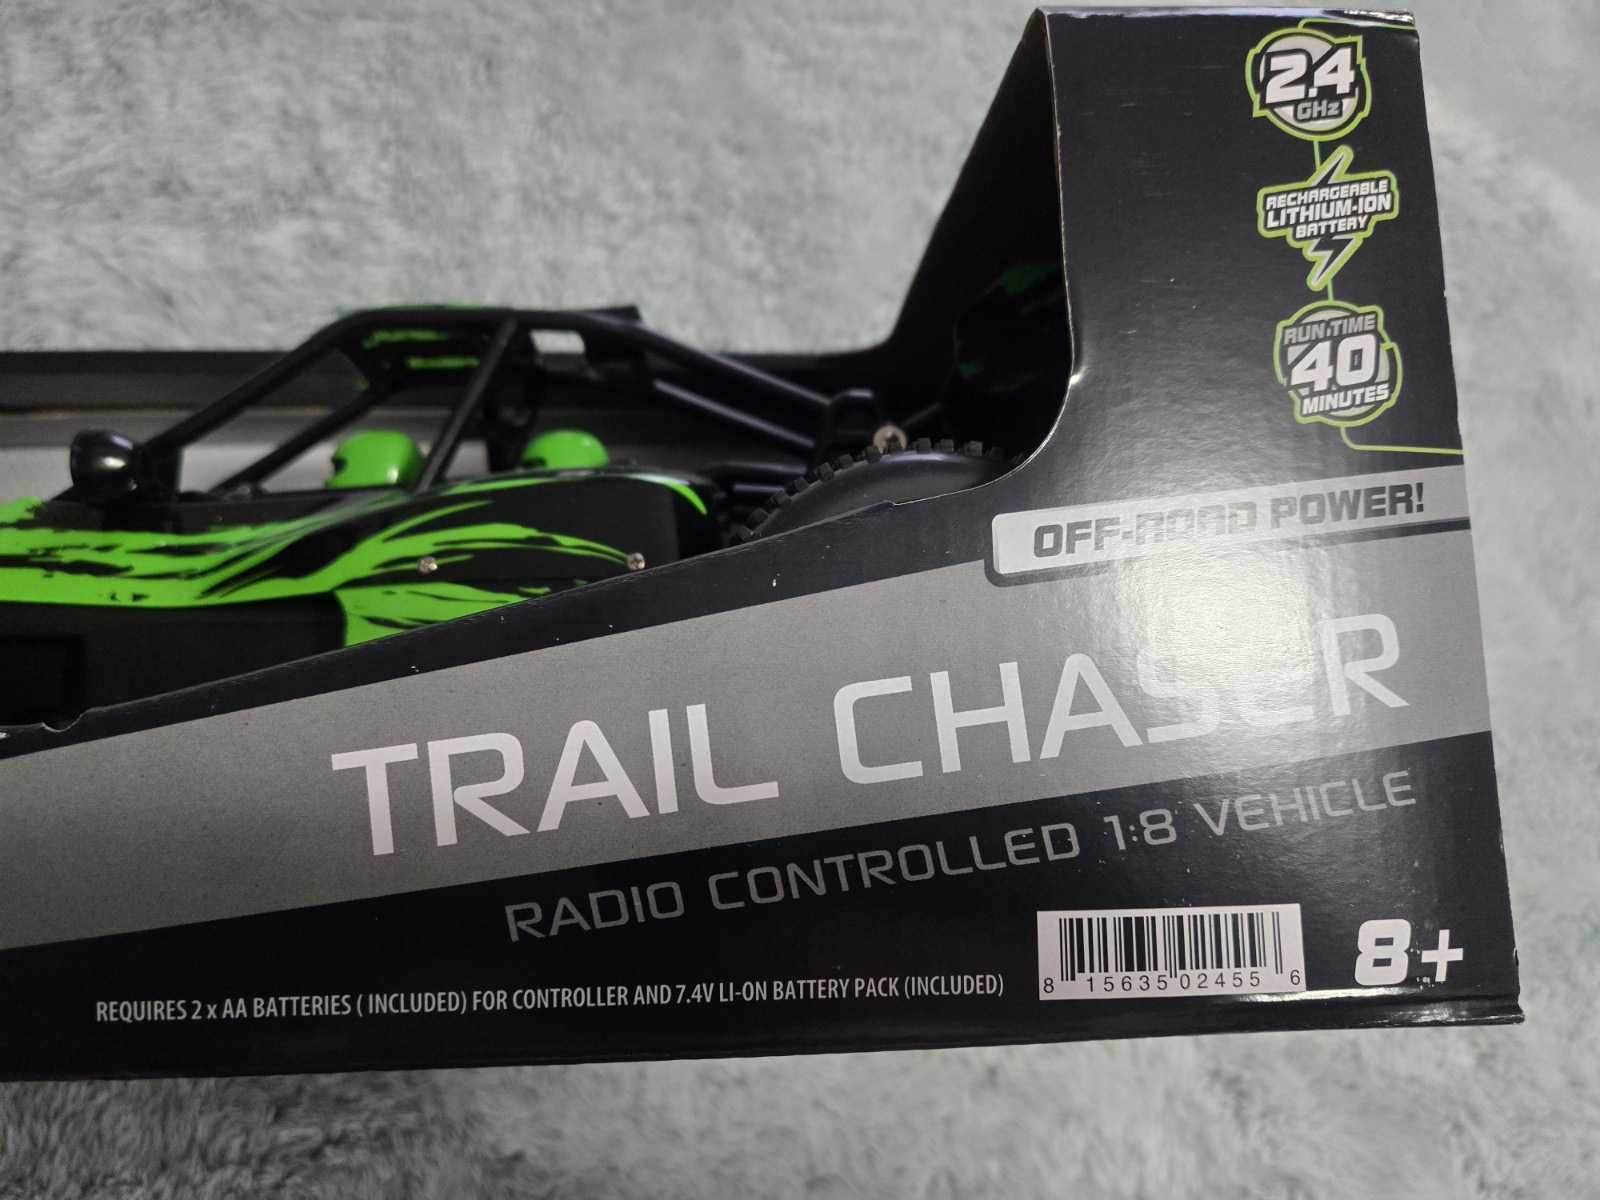 2.4
GHz
RECHARGEABLE
LITHIUM-ION
BATTERY
RUN TIME
40
MINUTES
OFF-ROAD POWER!
TRAIL CHASER
RADIO CONTROLLED 1:8 VEHICLE
REQUIRES 2 x AA BATTERIES ( INCLUDED) FOR CONTROLLER AND 7.4V LI-ON BATTERY PACK (INCLUDED)
8 15635 02455 6
8+